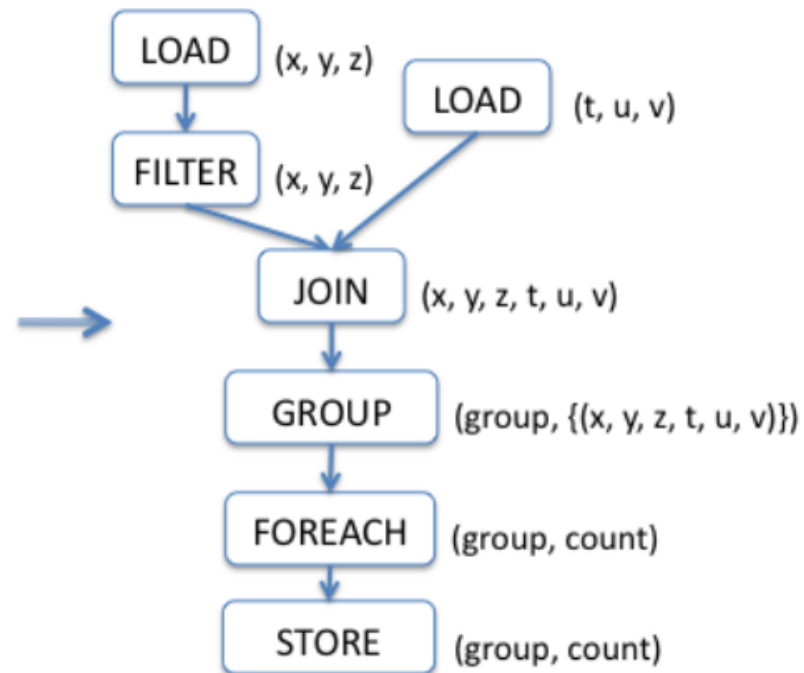 LOAD (x, y, z)
LOAD (t, u, v)
FILTER (x, y, z)
JOIN (x, y, z, t, u, v)
GROUP (group, {(x, y, z, t, u, v)})
FOREACH (group, count)
STORE (group, count)